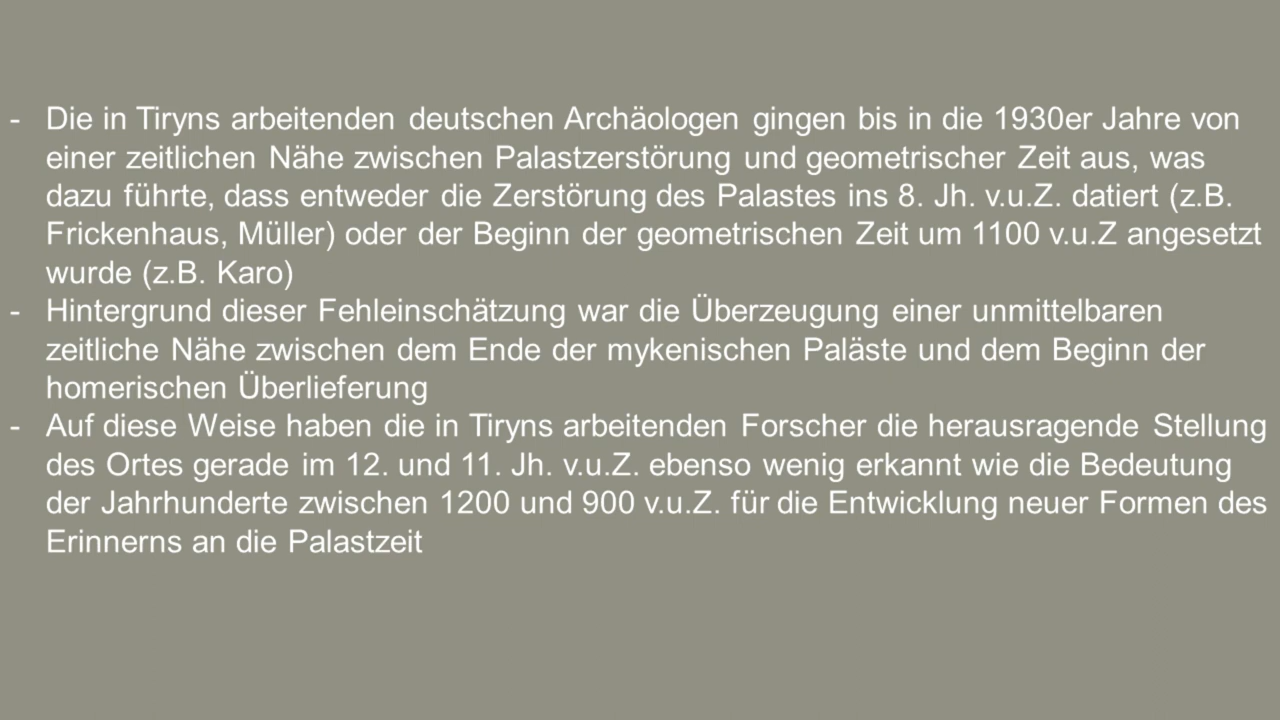 - Die in Tiryns arbeitenden deutschen Archäologen gingen bis in die 1930er Jahre von
einer zeitlichen Nähe zwischen Palastzerstörung und geometrischer Zeit aus, was
dazu führte, dass entweder die Zerstörung des Palastes ins 8. Jh. v.u.Z. datiert (z.B.
Frickenhaus, Müller) oder der Beginn der geometrischen Zeit um 1100 v.u.Z angesetzt
wurde (z.B. Karo)
- Hintergrund dieser Fehleinschätzung war die Überzeugung einer unmittelbaren
zeitliche Nähe zwischen dem Ende der mykenischen Paläste und dem Beginn der
homerischen Überlieferung
- Auf diese Weise haben die in Tiryns arbeitenden Forscher die herausragende Stellung
des Ortes gerade im 12. und 11. Jh. v.u.Z. ebenso wenig erkannt wie die Bedeutung
der Jahrhunderte zwischen 1200 und 900 v.u.Z. für die Entwicklung neuer Formen des
Erinnerns an die Palastzeit